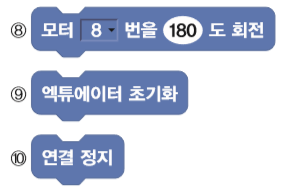 ⑧ 모터 8 번을 180 도 회전
⑨ 엑튜에이터 초기화
⑩ 연결 정지